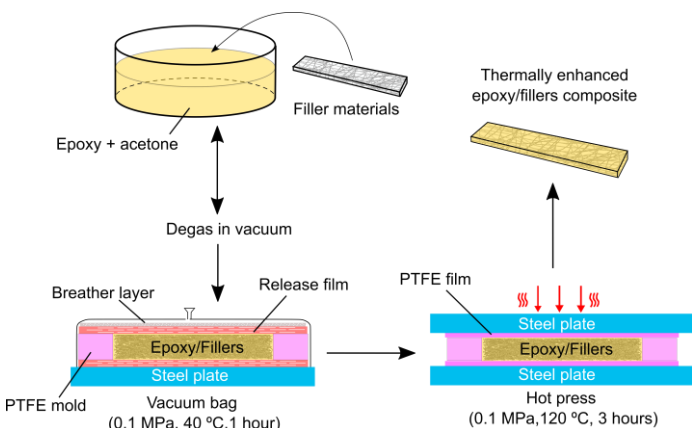 Thermally enhanced
epoxy/fillers composite
Filler materials
Epoxy + acetone
Degas in vacuum
Breather layer
Release film
Epoxy/Fillers
Steel plate
PTFE mold
Vacuum bag
(0.1 MPa, 40 ºC,1 hour)
PTFE film
Steel plate
Epoxy/Fillers
Steel plate
Hot press
(0.1 MPa,120 ºC, 3 hours)